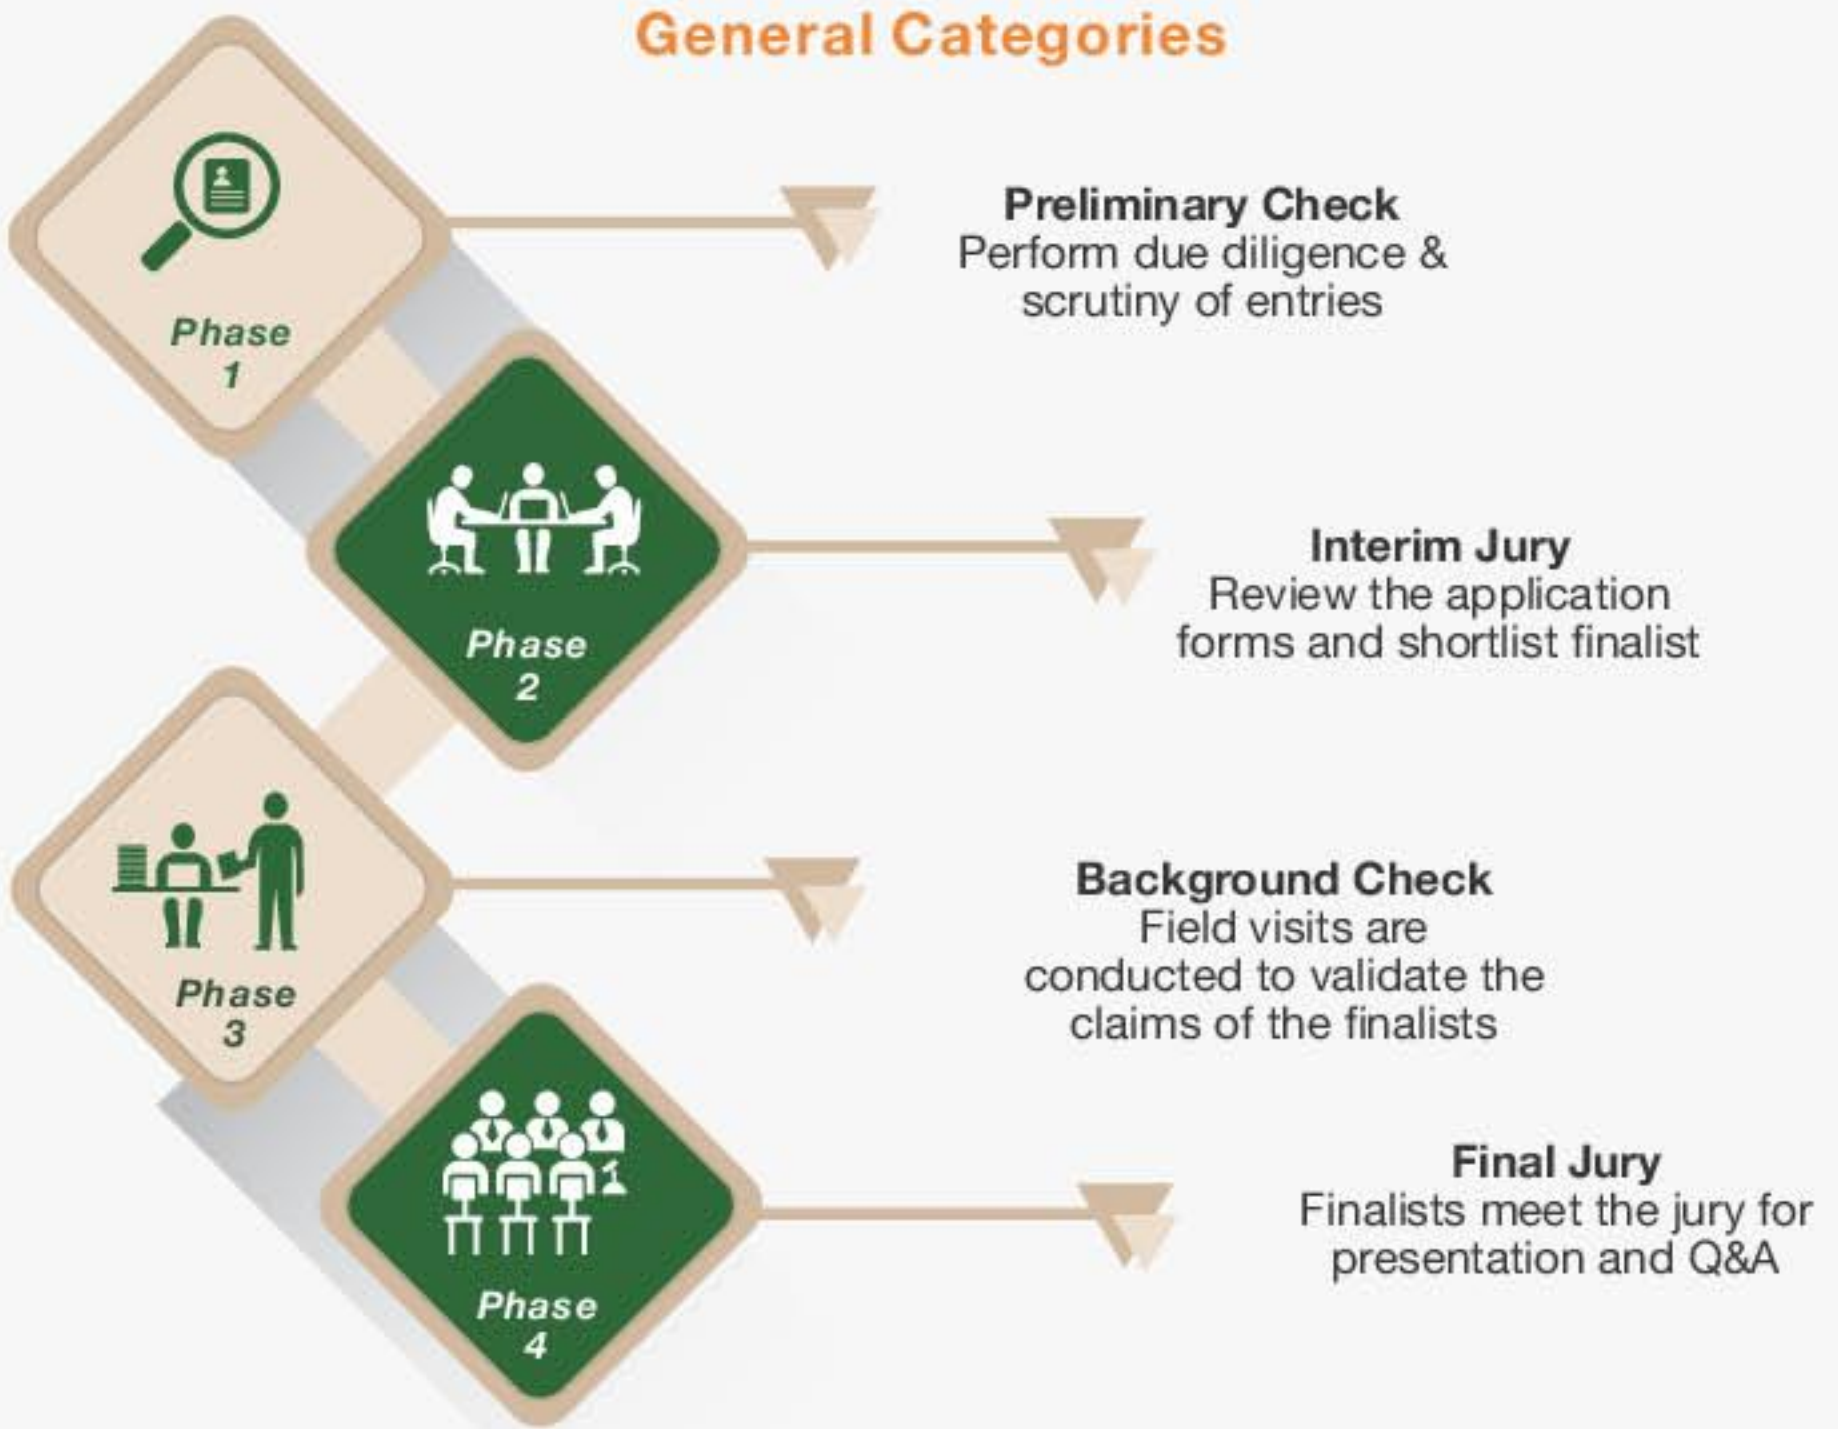 General Categories
Phase
1
Preliminary Check
Perform due diligence &
scrutiny of entries
Phase
2
Interim Jury
Review the application
forms and shortlist finalist
Phase
3
Background Check
Field visits are
conducted to validate the
claims of the finalists
Phase
4
Final Jury
Finalists meet the jury for
presentation and Q&A